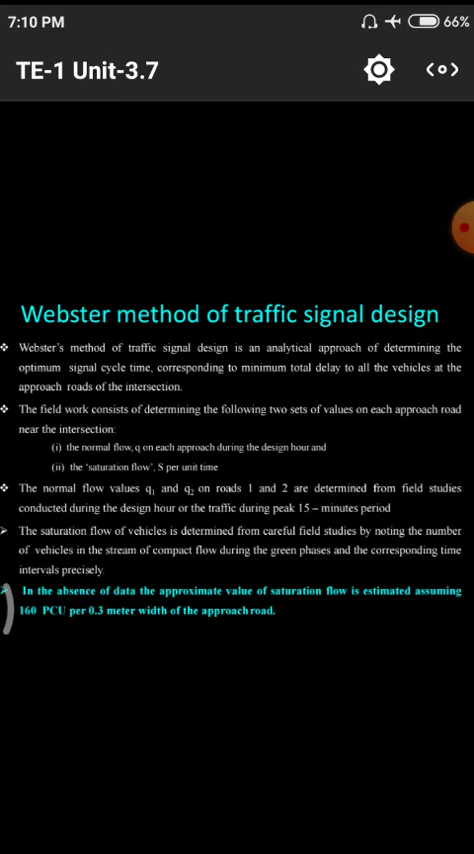 7:10 PM 66%
TE-1 Unit-3.7
Webster method of traffic signal design
❖ Webster's method of traffic signal design is an analytical approach of determining the
optimum signal cycle time, corresponding to minimum total delay to all the vehicles at the
approach roads of the intersection.
❖ The field work consists of determining the following two sets of values on each approach road
near the intersection:
(i) the normal flow, q on each approach during the design hour and
(ii) the 'saturation flow', S per unit time
❖ The normal flow values q₁ and q₂ on roads 1 and 2 are determined from field studies
conducted during the design hour or the traffic during peak 15 – minutes period
➢ The saturation flow of vehicles is determined from careful field studies by noting the number
of vehicles in the stream of compact flow during the green phases and the corresponding time
intervals precisely.
➢ In the absence of data the approximate value of saturation flow is estimated assuming
160 PCU per 0.3 meter width of the approach road.